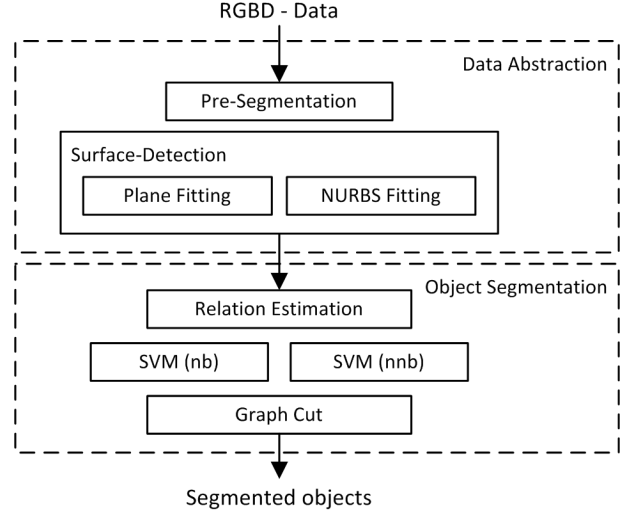 RGBD - Data
Data Abstraction
Pre-Segmentation
Surface-Detection
Plane Fitting
NURBS Fitting
Object Segmentation
Relation Estimation
SVM (nb)
SVM (nnb)
Graph Cut
Segmented objects